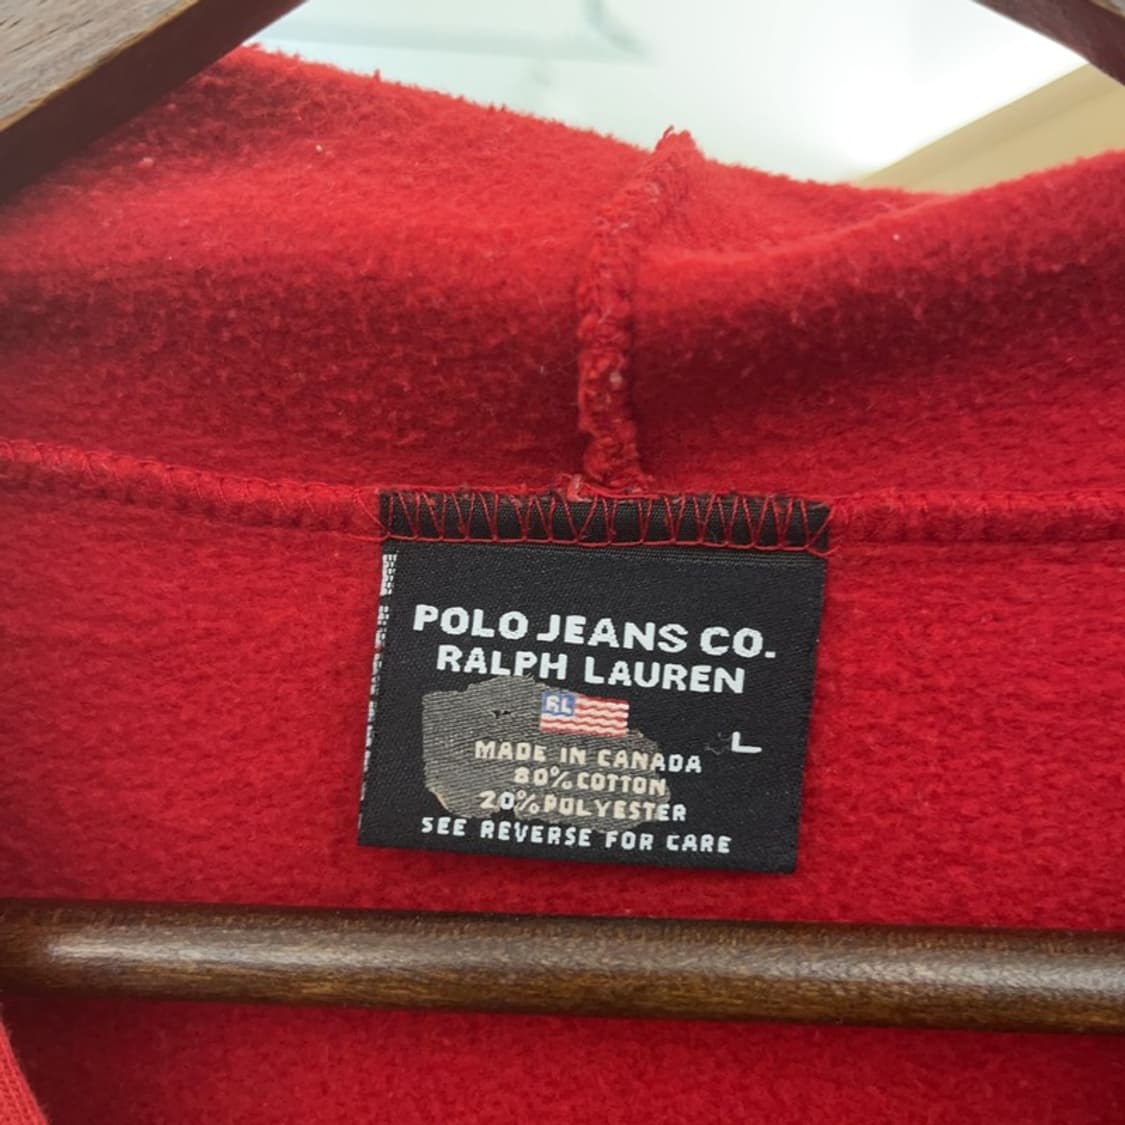 POLO JEANS CO.
RALPH LAUREN
RL
L
MADE IN CANADA
80% COTTON
20% POLYESTER
SEE REVERSE FOR CARE